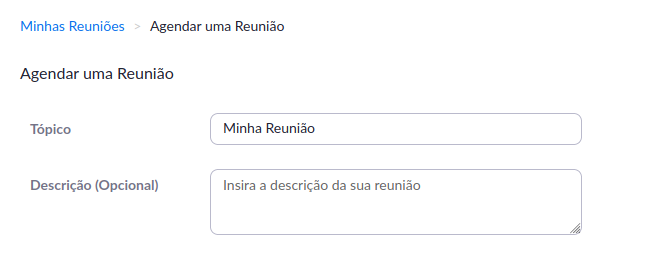 Minhas Reuniões > Agendar uma Reunião
Agendar uma Reunião
Tópico
Minha Reunião
Descrição (Opcional)
Insira a descrição da sua reunião